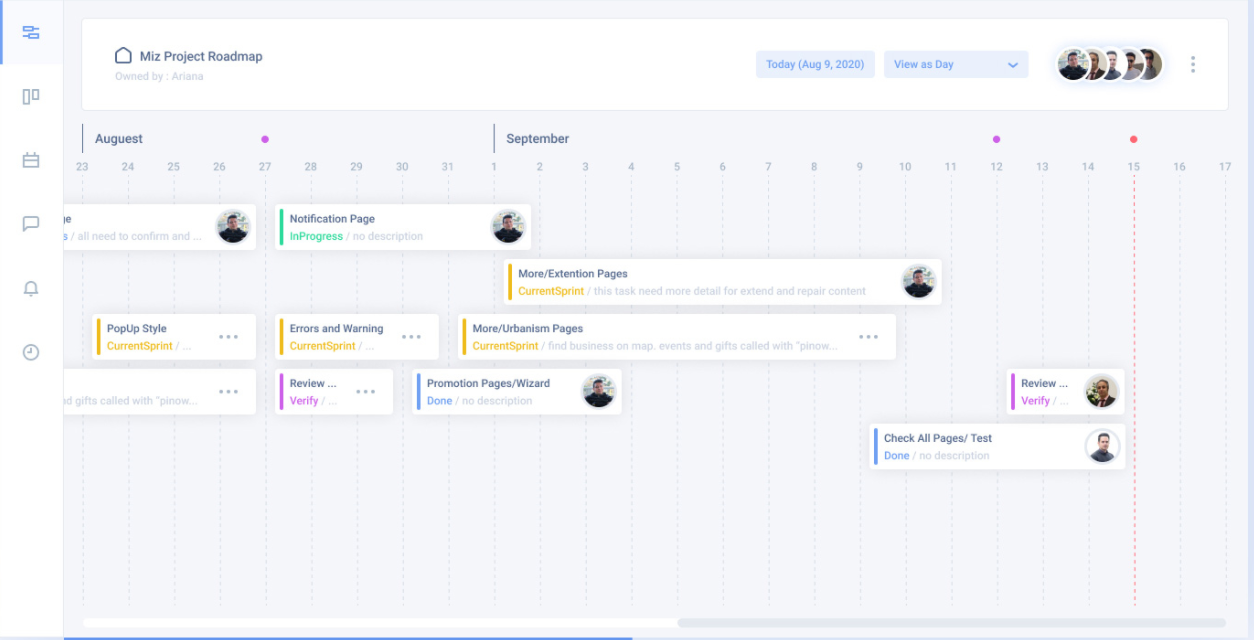 Miz Project Roadmap
Owned by : Ariana
Today (Aug 9, 2020)
View as Day
Auguest
September
23 24 25 26 27 28 29 30 31 1 2 3 4 5 6 7 8 9 10 11 12 13 14 15 16 17
ge
s / all need to confirm and ...
Notification Page
InProgress / no description
More/Extention Pages
CurrentSprint / this task need more detail for extend and repair content
PopUp Style
CurrentSprint / ...
Errors and Warning
CurrentSprint / ...
More/Urbanism Pages
CurrentSprint / find business on map. events and gifts called with "pinow...
nd gifts called with "pinow...
Review ...
Verify / ...
Promotion Pages/Wizard
Done / no description
Review ...
Verify / ...
Check All Pages/ Test
Done / no description